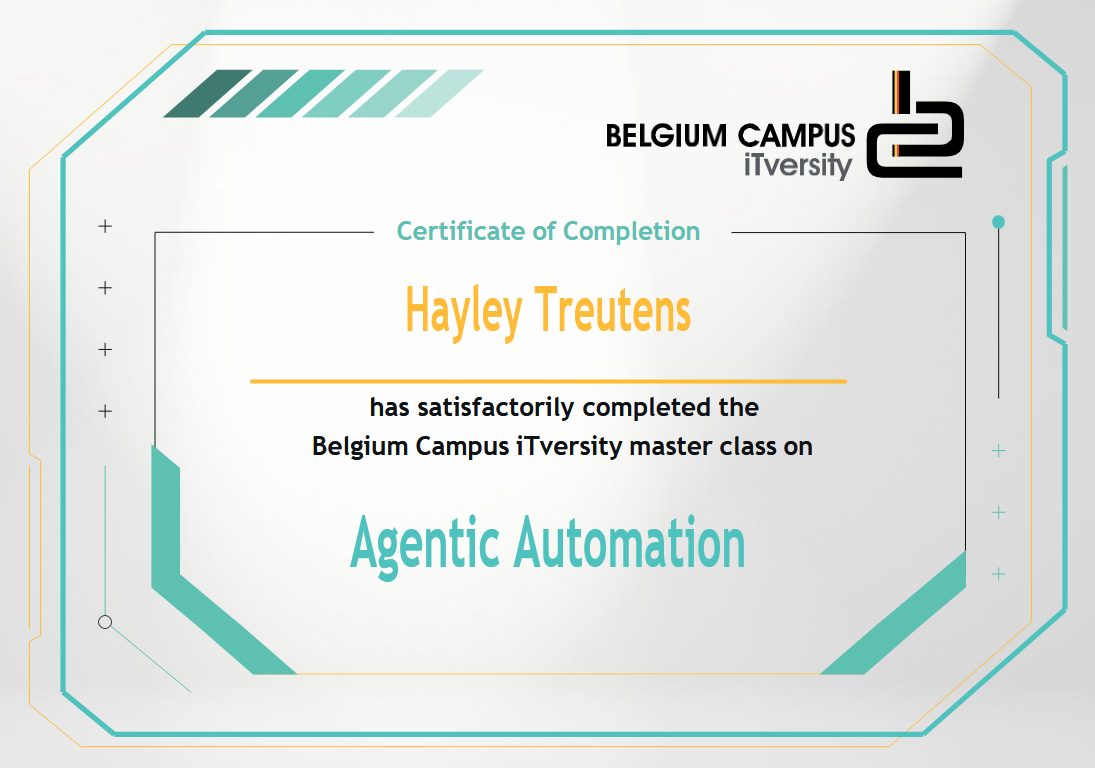 BELGIUM CAMPUS
iTversity
Certificate of Completion
Hayley Treutens
has satisfactorily completed the
Belgium Campus iTversity master class on
Agentic Automation